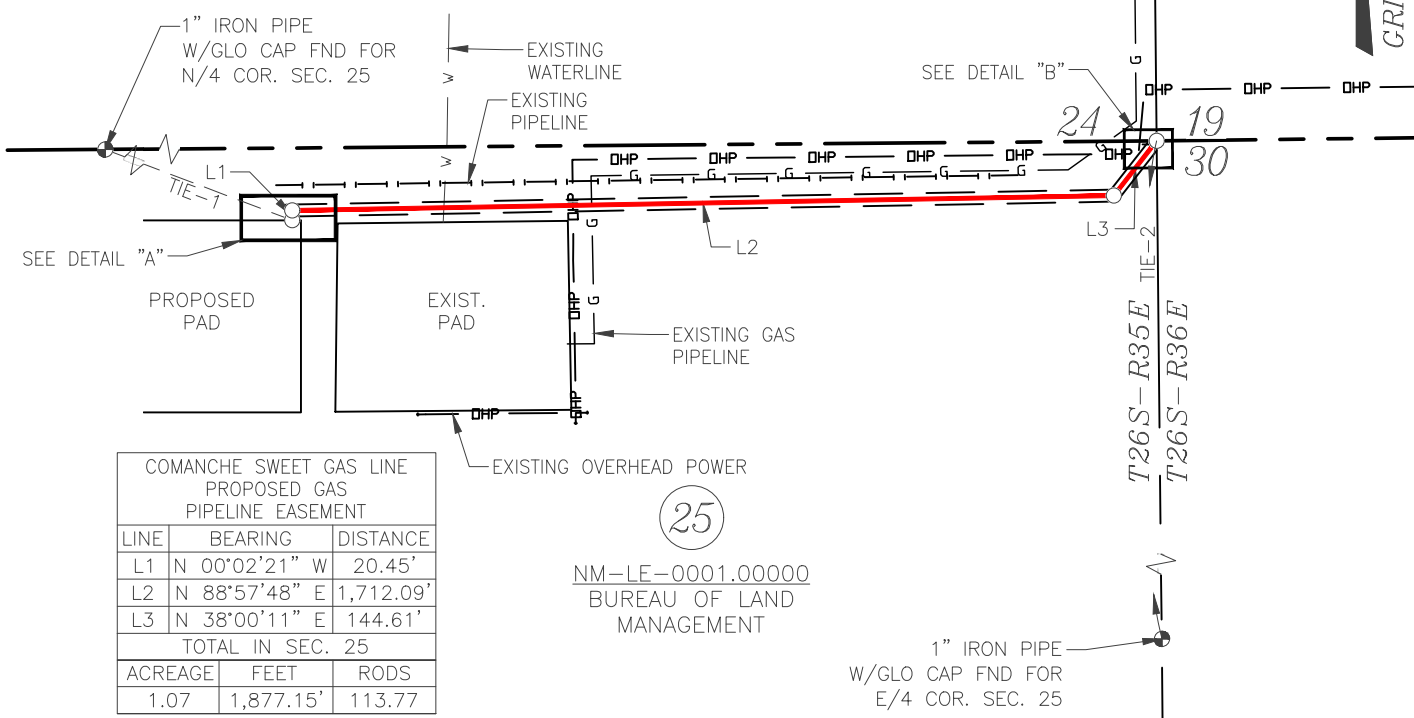 1" IRON PIPE
W/GLO CAP FND FOR
N/4 COR. SEC. 25
EXISTING
WATERLINE
EXISTING
PIPELINE
SEE DETAIL "B"
GRI
G
W
W
24
19
30
OHP
OHP
OHP
OHP
OHP
OHP
OHP
OHP
OHP
G
G
G
G
G
G
G
TIE-1
L1
L2
L3
TIE-2
SEE DETAIL "A"
PROPOSED
PAD
EXIST.
PAD
OHP
OHP
OHP
OHP
G
G
EXISTING GAS
PIPELINE
T26S-R35E
T26S-R36E
EXISTING OVERHEAD POWER
COMANCHE SWEET GAS LINE
PROPOSED GAS
PIPELINE EASEMENT
LINE BEARING DISTANCE
L1 N 00°02'21" W 20.45'
L2 N 88°57'48" E 1,712.09'
L3 N 38°00'11" E 144.61'
TOTAL IN SEC. 25
ACREAGE FEET RODS
1.07 1,877.15' 113.77
25
NM-LE-0001.00000
BUREAU OF LAND
MANAGEMENT
1" IRON PIPE
W/GLO CAP FND FOR
E/4 COR. SEC. 25